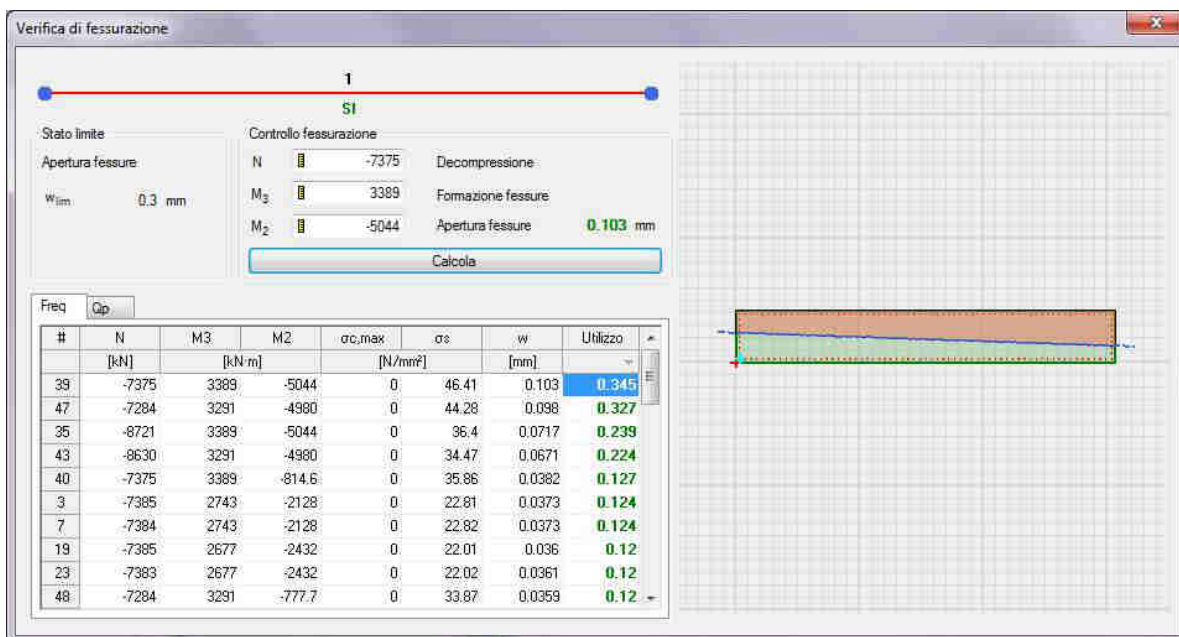 Verifica di fessurazione
x
1
SI
Stato limite
Apertura fessure
wlim 0.3 mm
Controllo fessurazione
N -7375 Decompressione
M3 3389 Formazione fessure
M2 -5044 Apertura fessure 0.103 mm
Calcola
Freq Qp
# N M3 M2 σc,max σs w Utilizzo
[kN] [kN·m] [N/mm²] [mm]
39 -7375 3389 -5044 0 46.41 0.103 0.345
47 -7284 3291 -4980 0 44.28 0.098 0.327
35 -8721 3389 -5044 0 36.4 0.0717 0.239
43 -8630 3291 -4980 0 34.47 0.0671 0.224
40 -7375 3389 -814.6 0 35.86 0.0382 0.127
3 -7385 2743 -2128 0 22.81 0.0373 0.124
7 -7384 2743 -2128 0 22.82 0.0373 0.124
19 -7385 2677 -2432 0 22.01 0.036 0.12
23 -7383 2677 -2432 0 22.02 0.0361 0.12
48 -7284 3291 -777.7 0 33.87 0.0359 0.12